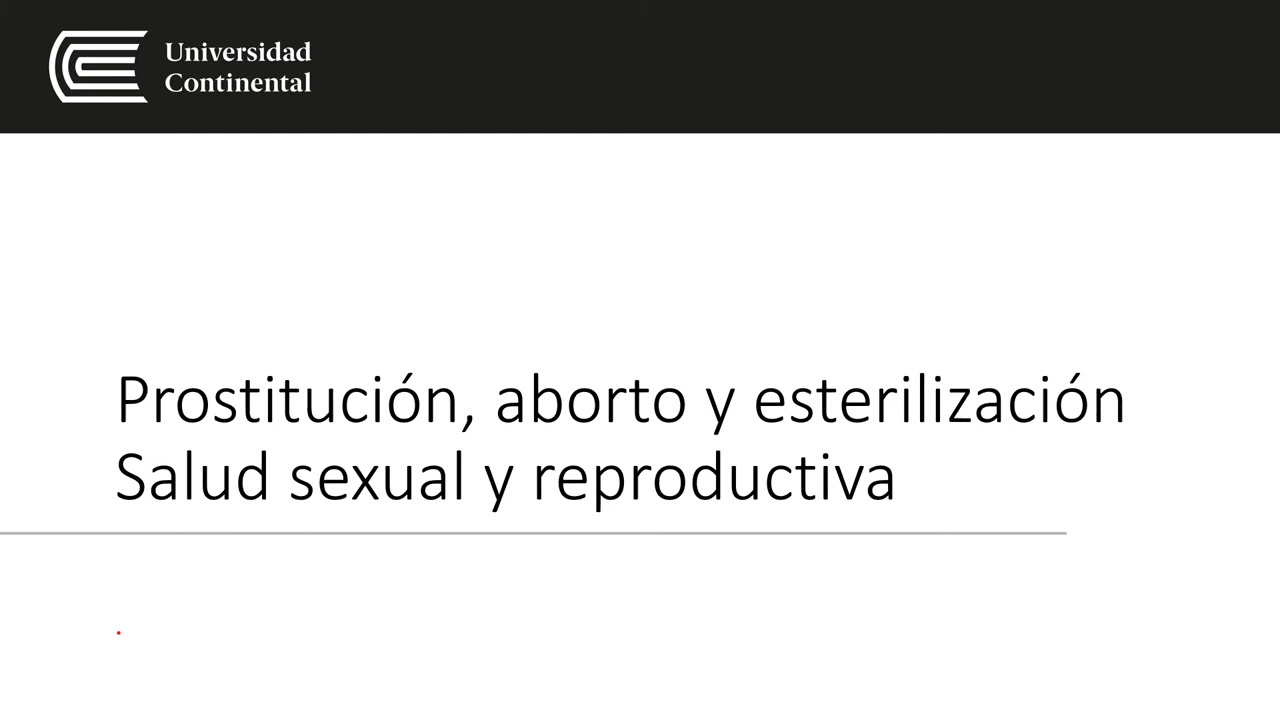 Universidad
Continental
Prostitución, aborto y esterilización
Salud sexual y reproductiva
.